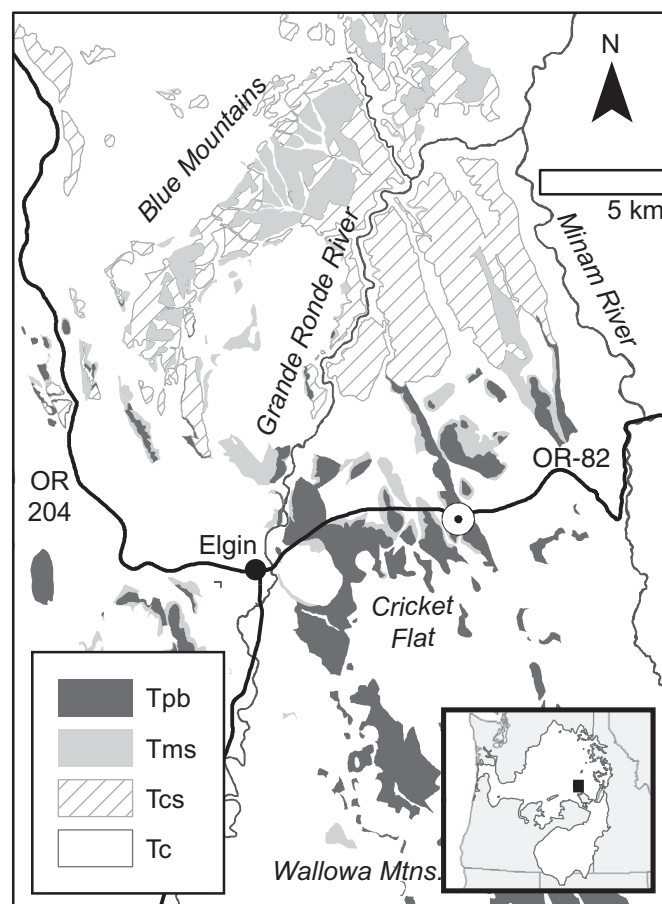 N
5 km
Blue Mountains
Grande Ronde River
Minam River
OR
204
OR-82
Elgin
Cricket
Flat
Tpb
Tms
Tcs
Tc
Wallowa Mtns.